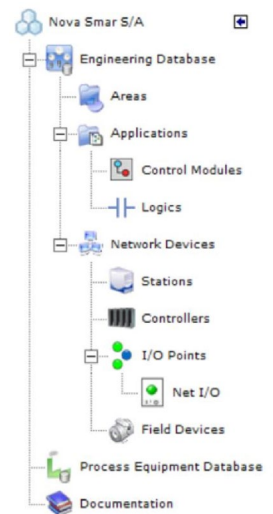 Nova Smar S/A
Engineering Database
Areas
Applications
Control Modules
Logics
Network Devices
Stations
Controllers
I/O Points
Net I/O
Field Devices
Process Equipment Database
Documentation